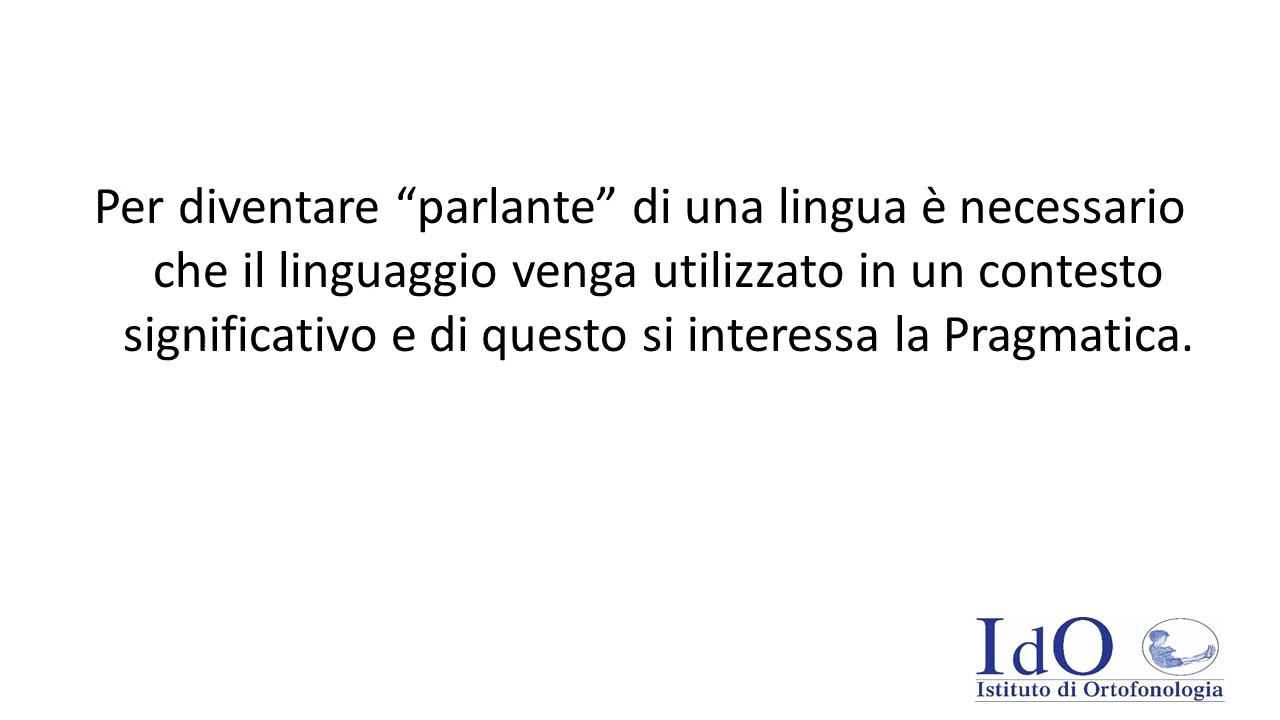 Per diventare “parlante” di una lingua è necessario
che il linguaggio venga utilizzato in un contesto
significativo e di questo si interessa la Pragmatica.
IdO
Istituto di Ortofonologia